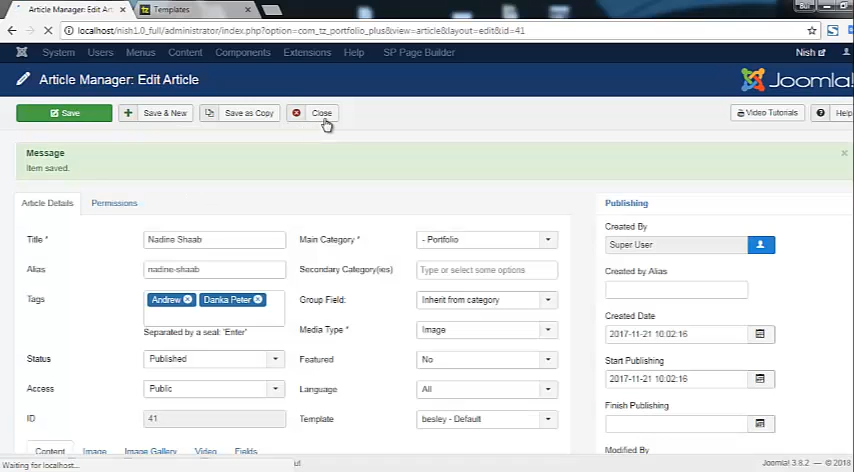 Article Manager: Edit Art
Templates
Bui
localhost/nish1.0_full/administrator/index.php?option=com_tz_portfolio_plus&view=article&layout=edit&id=41
System Users Menus Content Components Extensions Help SP Page Builder Nish
Article Manager: Edit Article
Joomla!
Save Save & New Save as Copy Close Video Tutorials Help
Message
Item saved.
Article Details Permissions
Publishing
Title * Nadine Shaab Main Category * - Portfolio
Created By
Super User
Alias nadine-shaab Secondary Category(ies) Type or select some options
Created by Alias
Tags Andrew Danka Peter Group Field: Inherit from category
Separated by a seal: 'Enter' Media Type * Image
Created Date
2017-11-21 10:02:16
Status Published Featured No
Start Publishing
2017-11-21 10:02:16
Access Public Language All
Finish Publishing
ID 41 Template besley - Default
Modified By
Content Image Image Gallery Video Fields
Waiting for localhost...
Joomla! 3.8.2 — © 2018